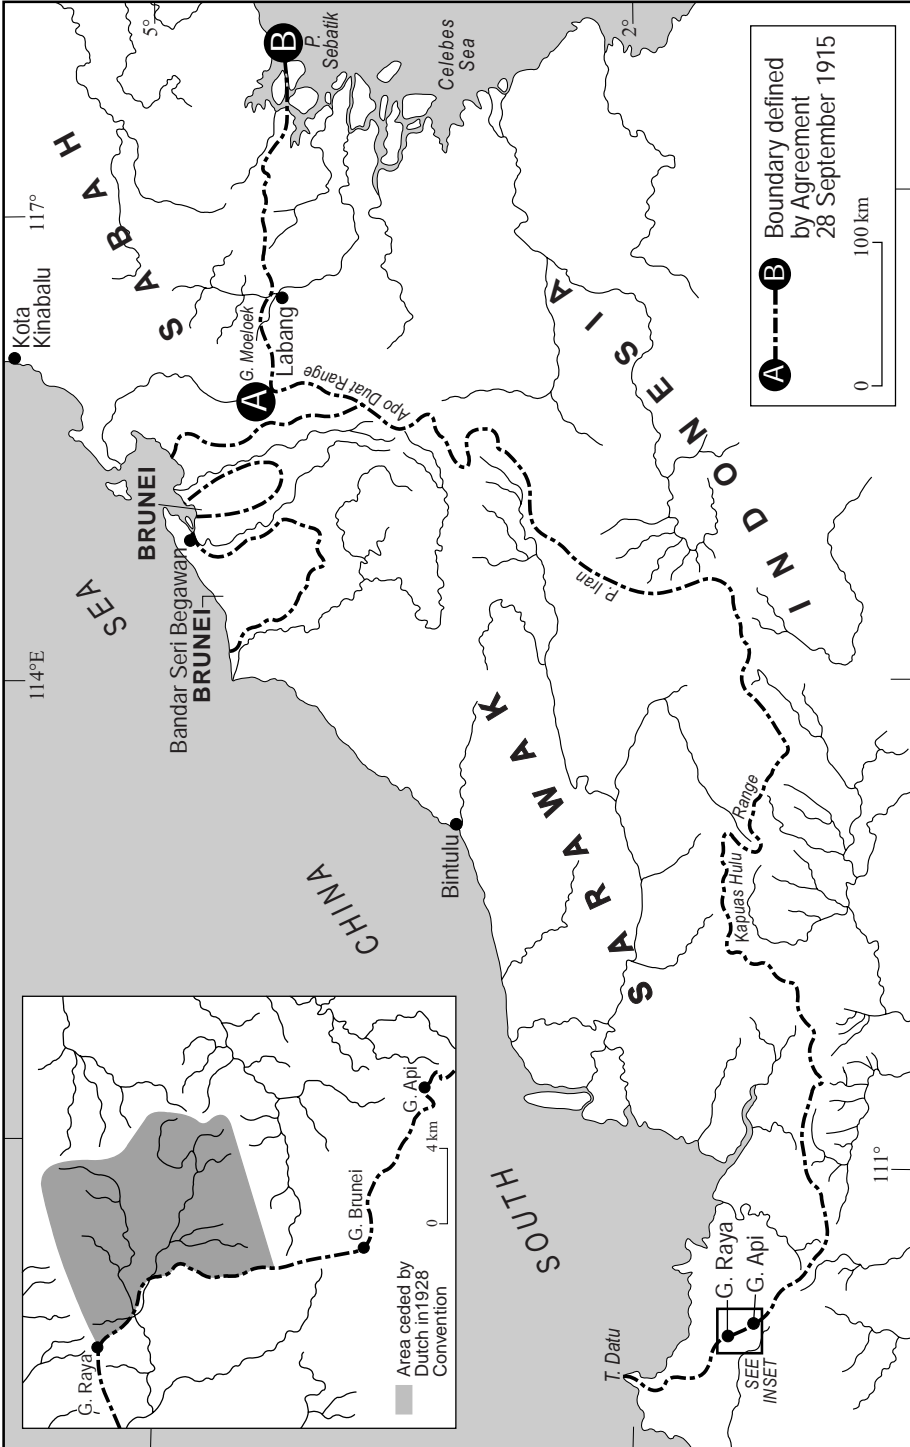 5°
B
P.
Sebatik
Celebes
Sea
2°
A
B
Boundary defined
by Agreement
28 September 1915
0
100 km
117°
SABAH
Kota
Kinabalu
G. Moeloek
Labang
A
Apo Duat Range
INDONESIA
BRUNEI
Bandar Seri Begawan
BRUNEI
P. Iran
SEA
114°E
SARAWAK
Bintulu
Range
Kapuas Hulu
CHINA
SOUTH
G. Api
4 km
0
G. Brunei
G. Raya
Area ceded by
Dutch in1928
Convention
111°
G. Raya
G. Api
T. Datu
SEE
INSET